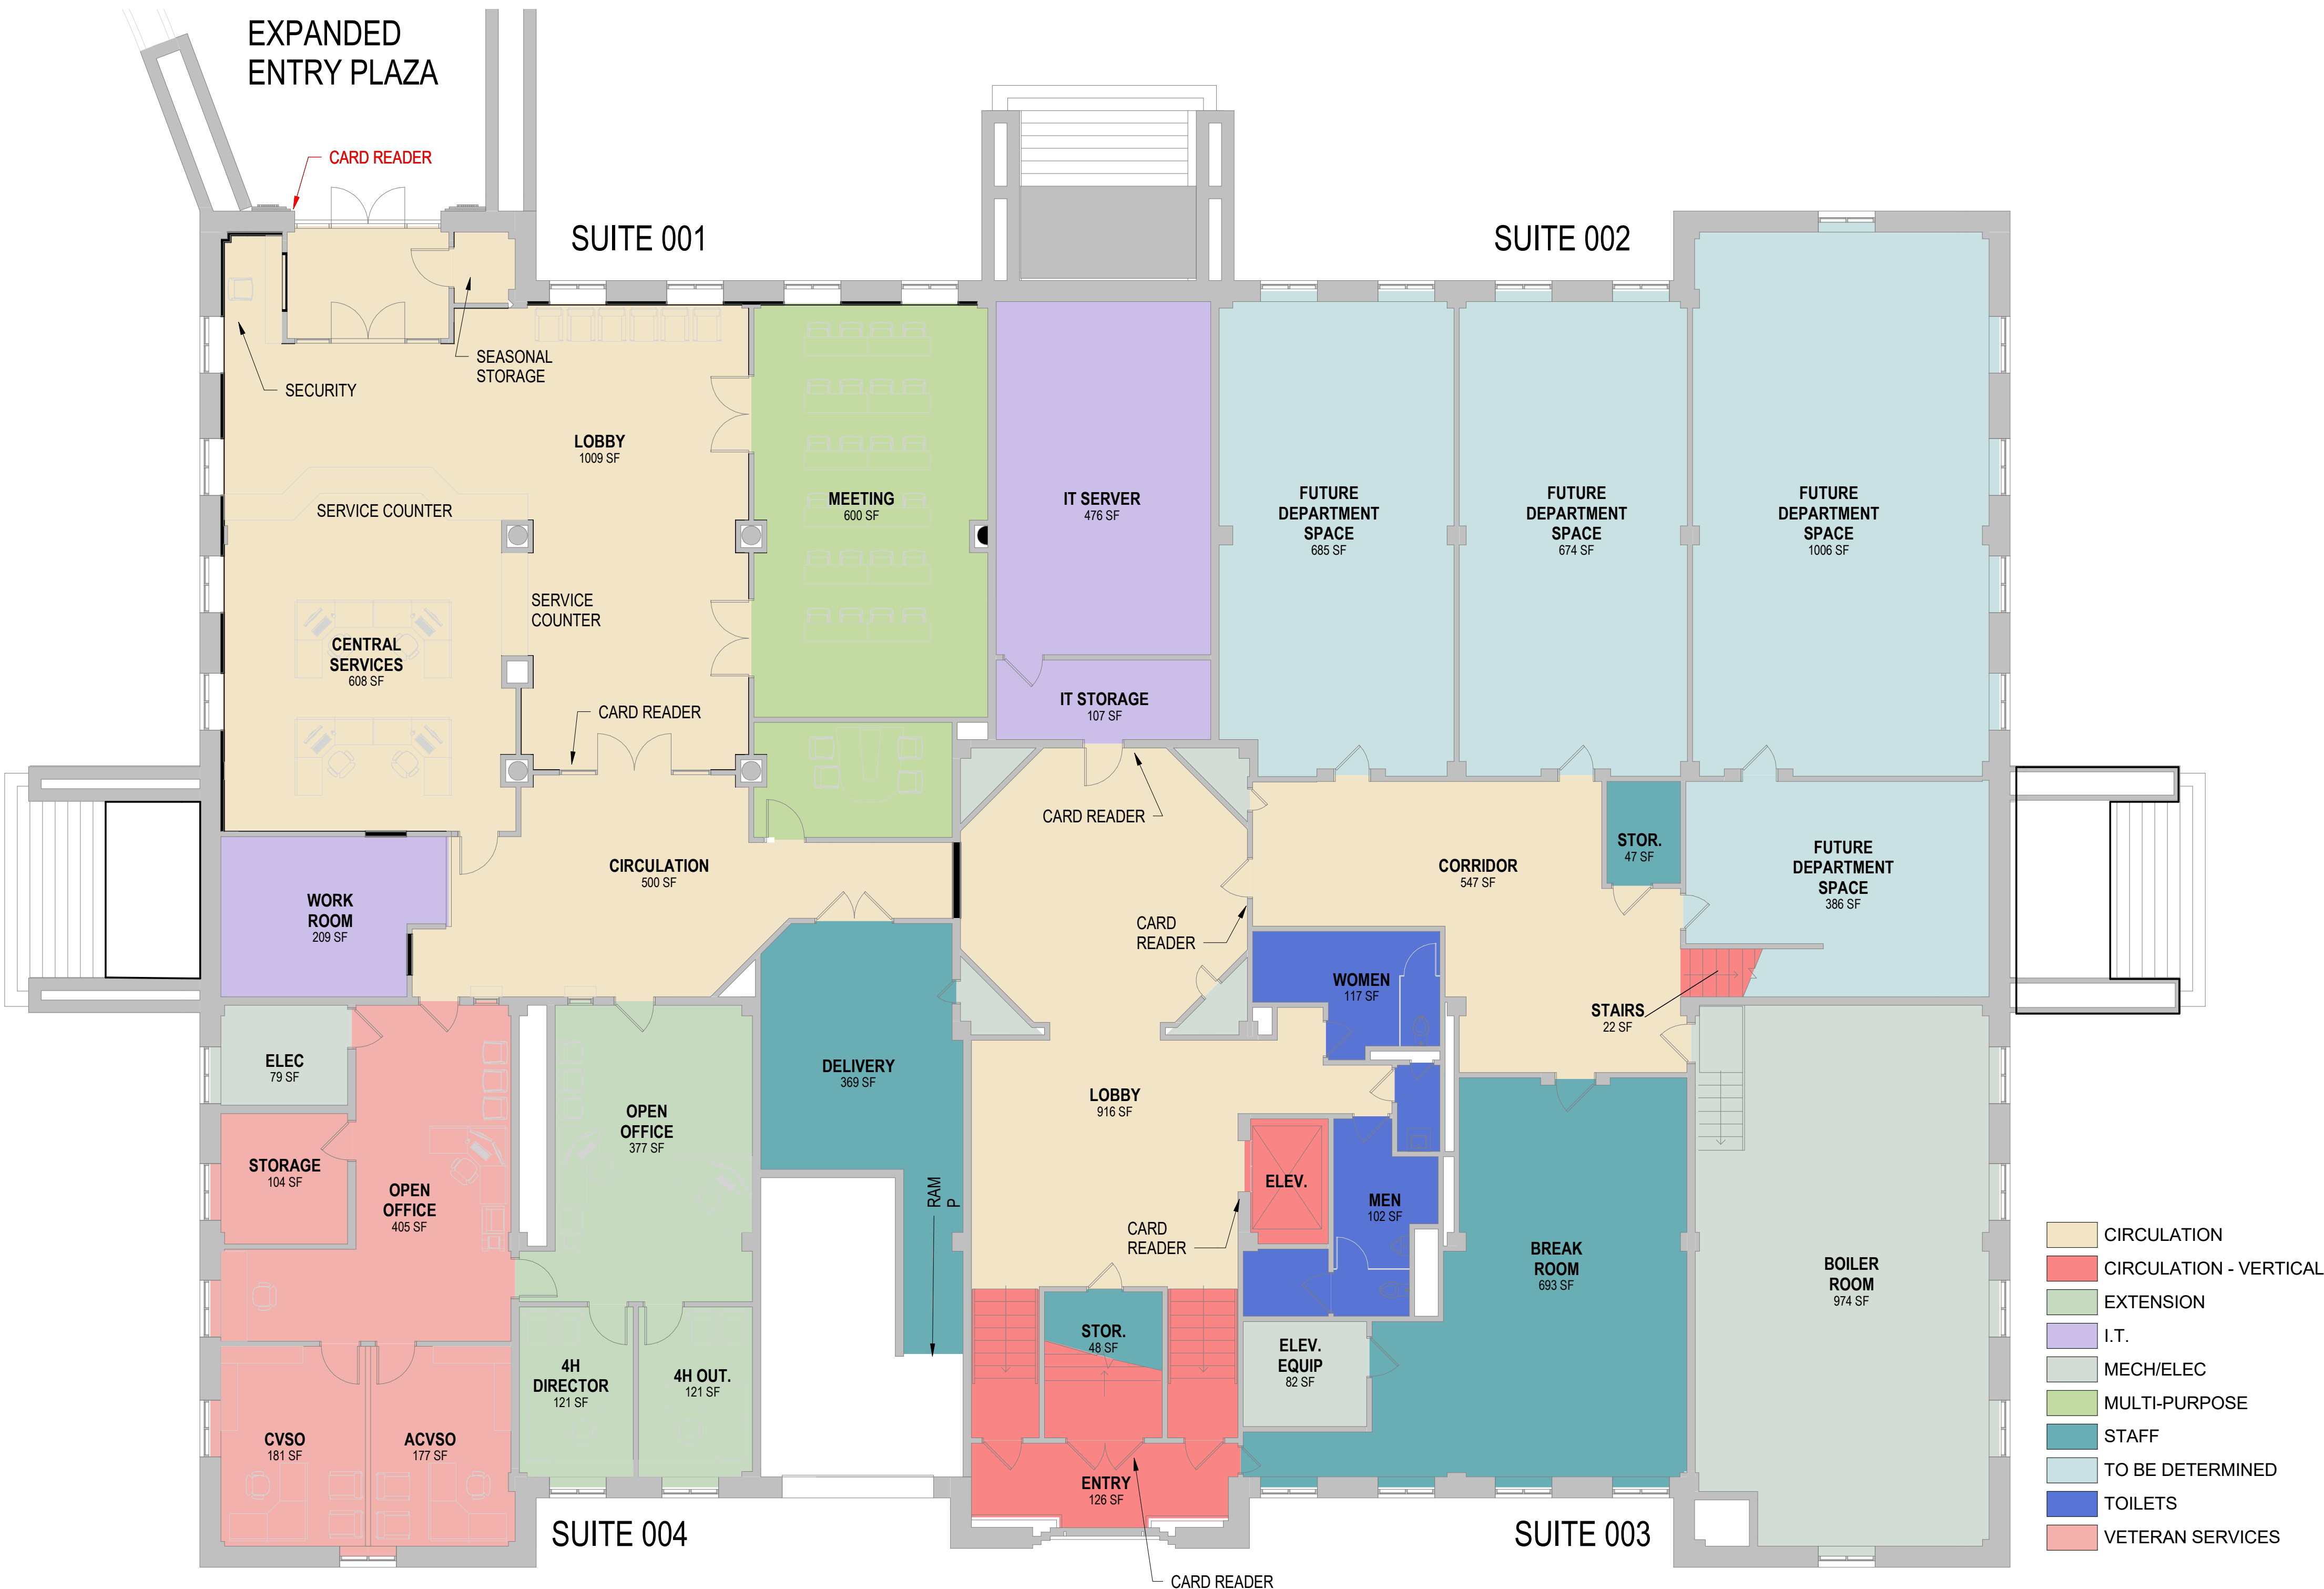 EXPANDED
ENTRY PLAZA
CARD READER
SUITE 001
SUITE 002
SEASONAL
STORAGE
SECURITY
LOBBY
1009 SF
SERVICE COUNTER
MEETING
600 SF
IT SERVER
476 SF
FUTURE
DEPARTMENT
SPACE
685 SF
FUTURE
DEPARTMENT
SPACE
674 SF
FUTURE
DEPARTMENT
SPACE
1006 SF
SERVICE
COUNTER
CENTRAL
SERVICES
608 SF
CARD READER
IT STORAGE
107 SF
CARD READER
CIRCULATION
500 SF
CORRIDOR
547 SF
STOR.
47 SF
FUTURE
DEPARTMENT
SPACE
386 SF
WORK
ROOM
209 SF
CARD
READER
WOMEN
117 SF
STAIRS
22 SF
ELEC
79 SF
DELIVERY
369 SF
OPEN
OFFICE
377 SF
LOBBY
916 SF
STORAGE
104 SF
OPEN
OFFICE
405 SF
RAM
P
ELEV.
MEN
102 SF
CARD
READER
BREAK
ROOM
693 SF
BOILER
ROOM
974 SF
STOR.
48 SF
ELEV.
EQUIP
82 SF
4H
DIRECTOR
121 SF
4H OUT.
121 SF
CVSO
181 SF
ACVSO
177 SF
ENTRY
126 SF
SUITE 004
SUITE 003
CARD READER
CIRCULATION
CIRCULATION - VERTICAL
EXTENSION
I.T.
MECH/ELEC
MULTI-PURPOSE
STAFF
TO BE DETERMINED
TOILETS
VETERAN SERVICES